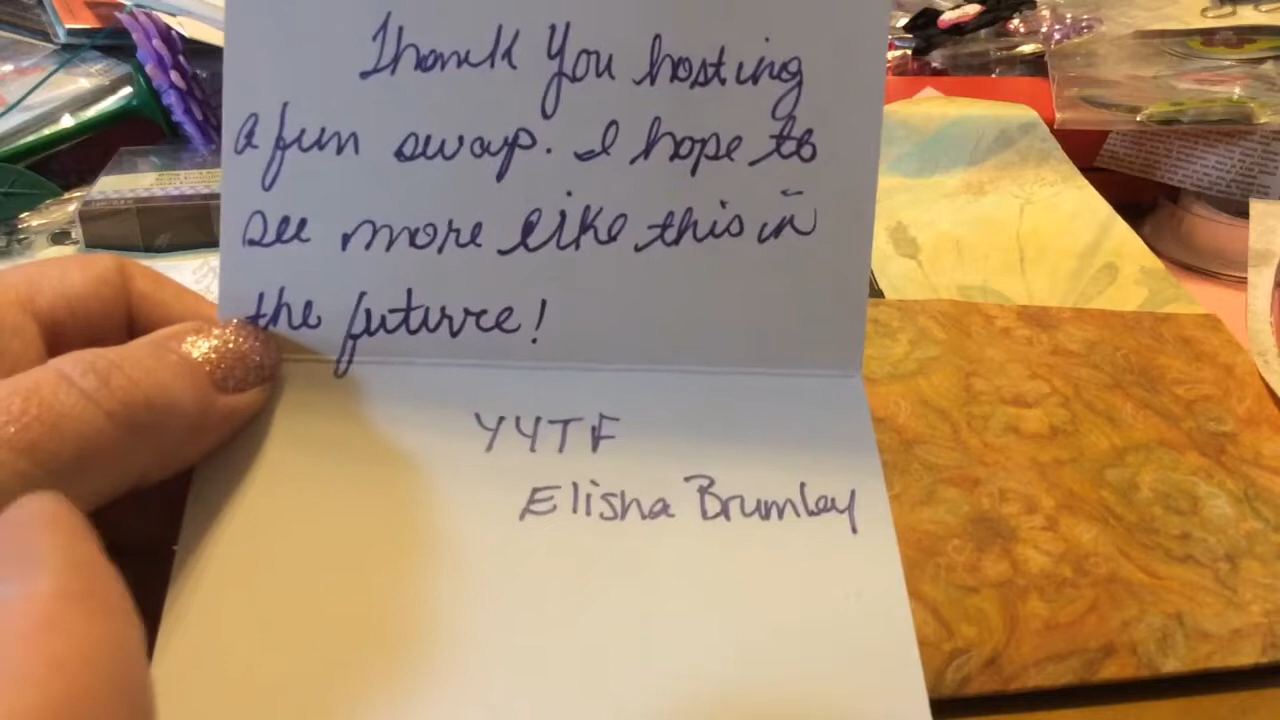 Thank You hosting
a fun swap. I hope to
see more like this in
the future!
YYTF
Elisha Brumley